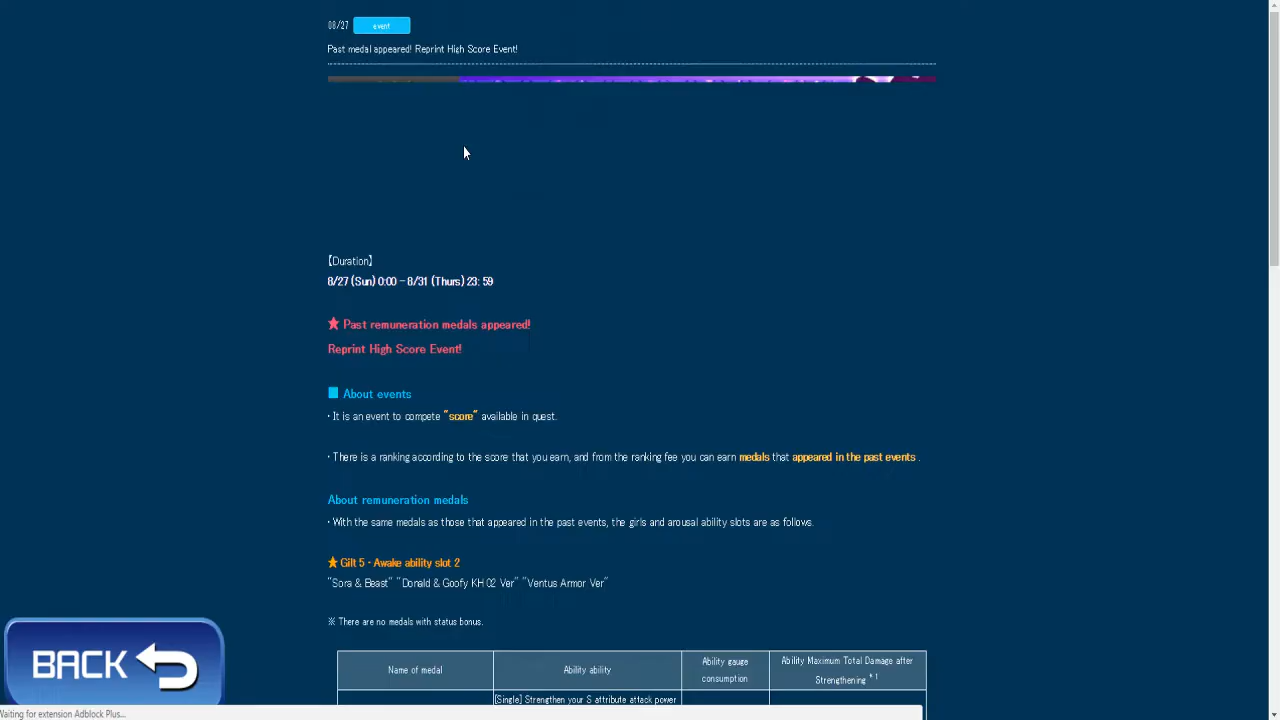 08/27 event
Past medal appeared! Reprint High Score Event!
【Duration】
8/27 (Sun) 0:00 - 8/31 (Thurs) 23: 59
★ Past remuneration medals appeared!
Reprint High Score Event!
■ About events
・It is an event to compete "score" available in quest.
・There is a ranking according to the score that you earn, and from the ranking fee you can earn medals that appeared in the past events .
About remuneration medals
・With the same medals as those that appeared in the past events, the girls and arousal ability slots are as follows.
★ Gilt 5・Awake ability slot 2
"Sora & Beast" "Donald & Goofy KH 02 Ver" "Ventus Armor Ver"
※ There are no medals with status bonus.
Name of medal Ability ability Ability gauge consumption Ability Maximum Total Damage after Strengthening * 1
[Single] Strengthen your S attribute attack power
BACK
Waiting for extension Adblock Plus...